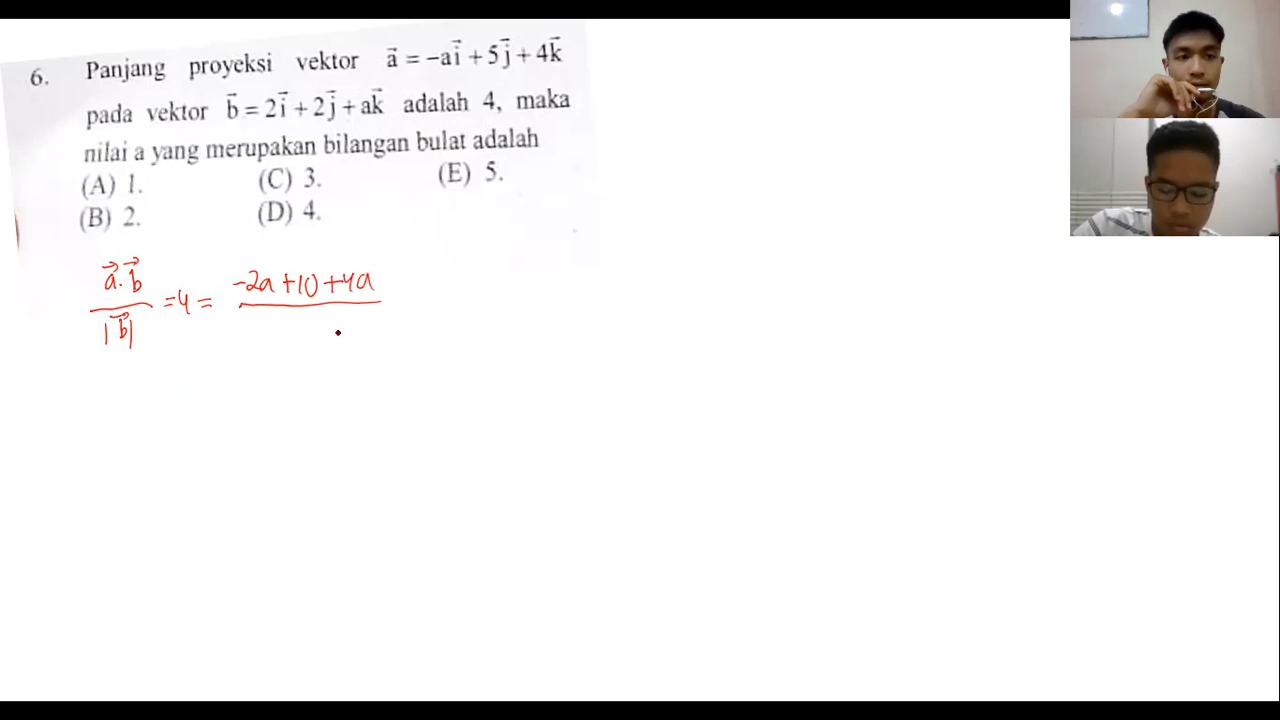 6. Panjang proyeksi vektor a⃗ = −ai⃗ + 5j⃗ + 4k⃗
pada vektor b⃗ = 2i⃗ + 2j⃗ + ak⃗ adalah 4, maka
nilai a yang merupakan bilangan bulat adalah
(A) 1. (C) 3. (E) 5.
(B) 2. (D) 4.
a⃗.b⃗ / |b⃗| = 4 = -2a+10+4a